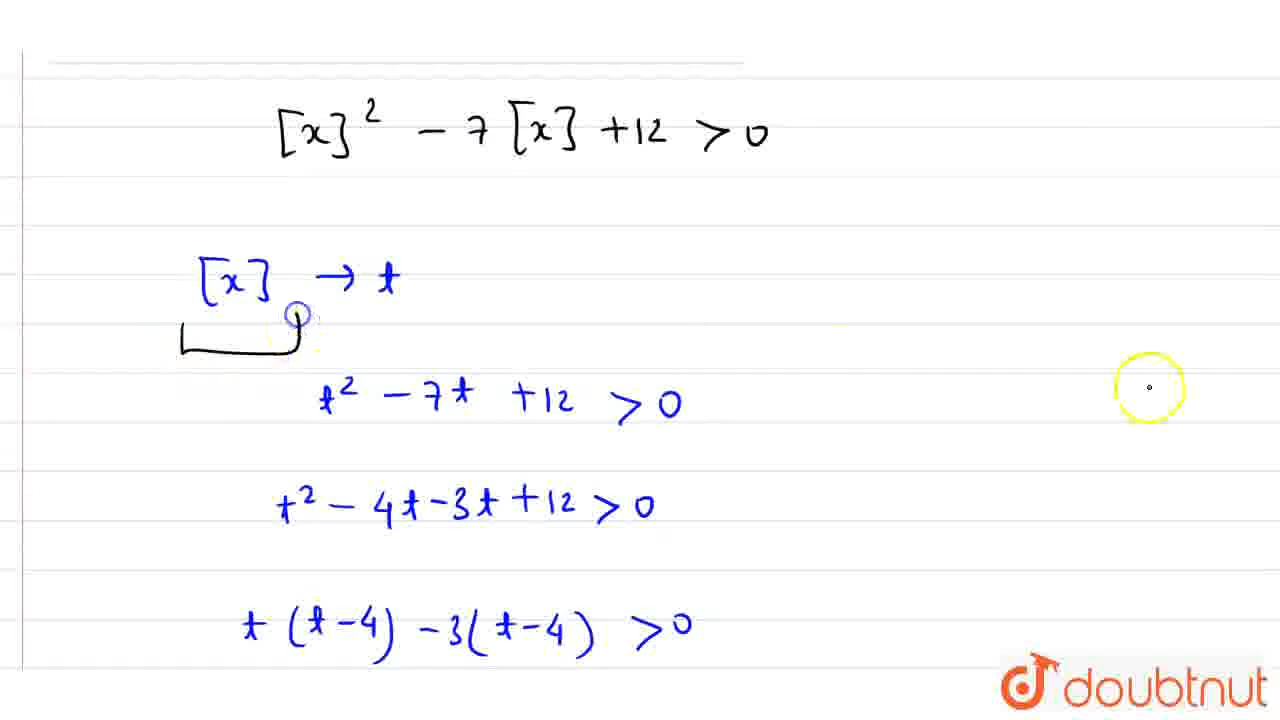 [x]² - 7[x] + 12 > 0
[x] → t
t² - 7t + 12 > 0
t² - 4t - 3t + 12 > 0
t(t-4) - 3(t-4) > 0
doubtnut